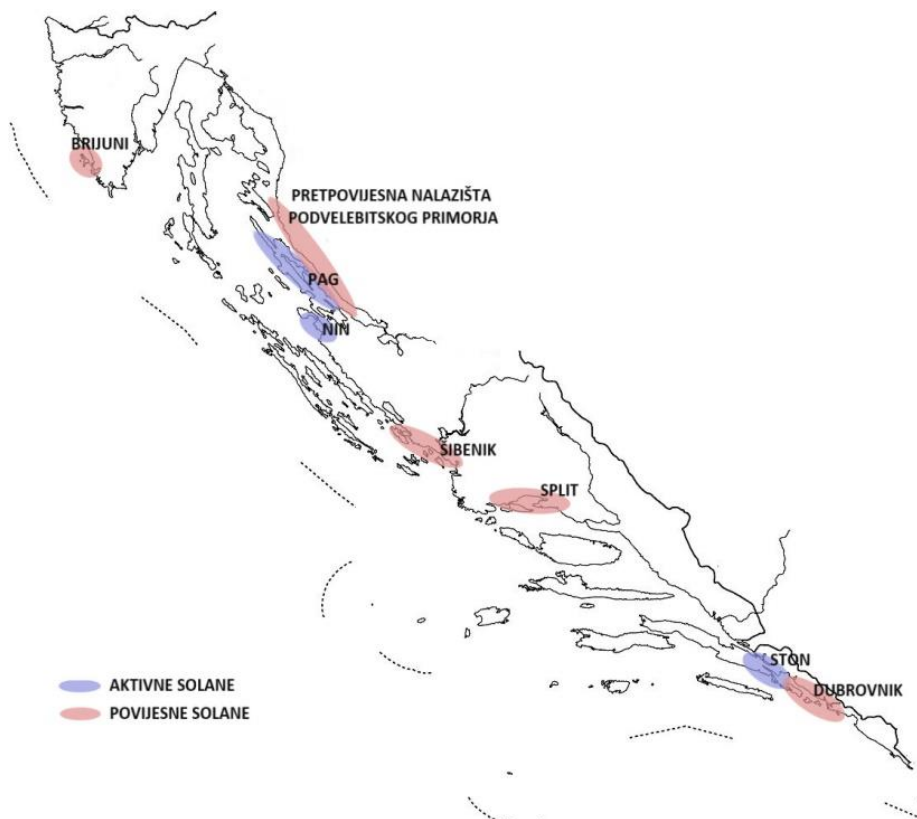 BRIJUNI
PRETPOVIJESNA NALAZIŠTA
PODVELEBITSKOG PRIMORJA
PAG
NIN
ŠIBENIK
SPLIT
STON
DUBROVNIK
AKTIVNE SOLANE
POVIJESNE SOLANE